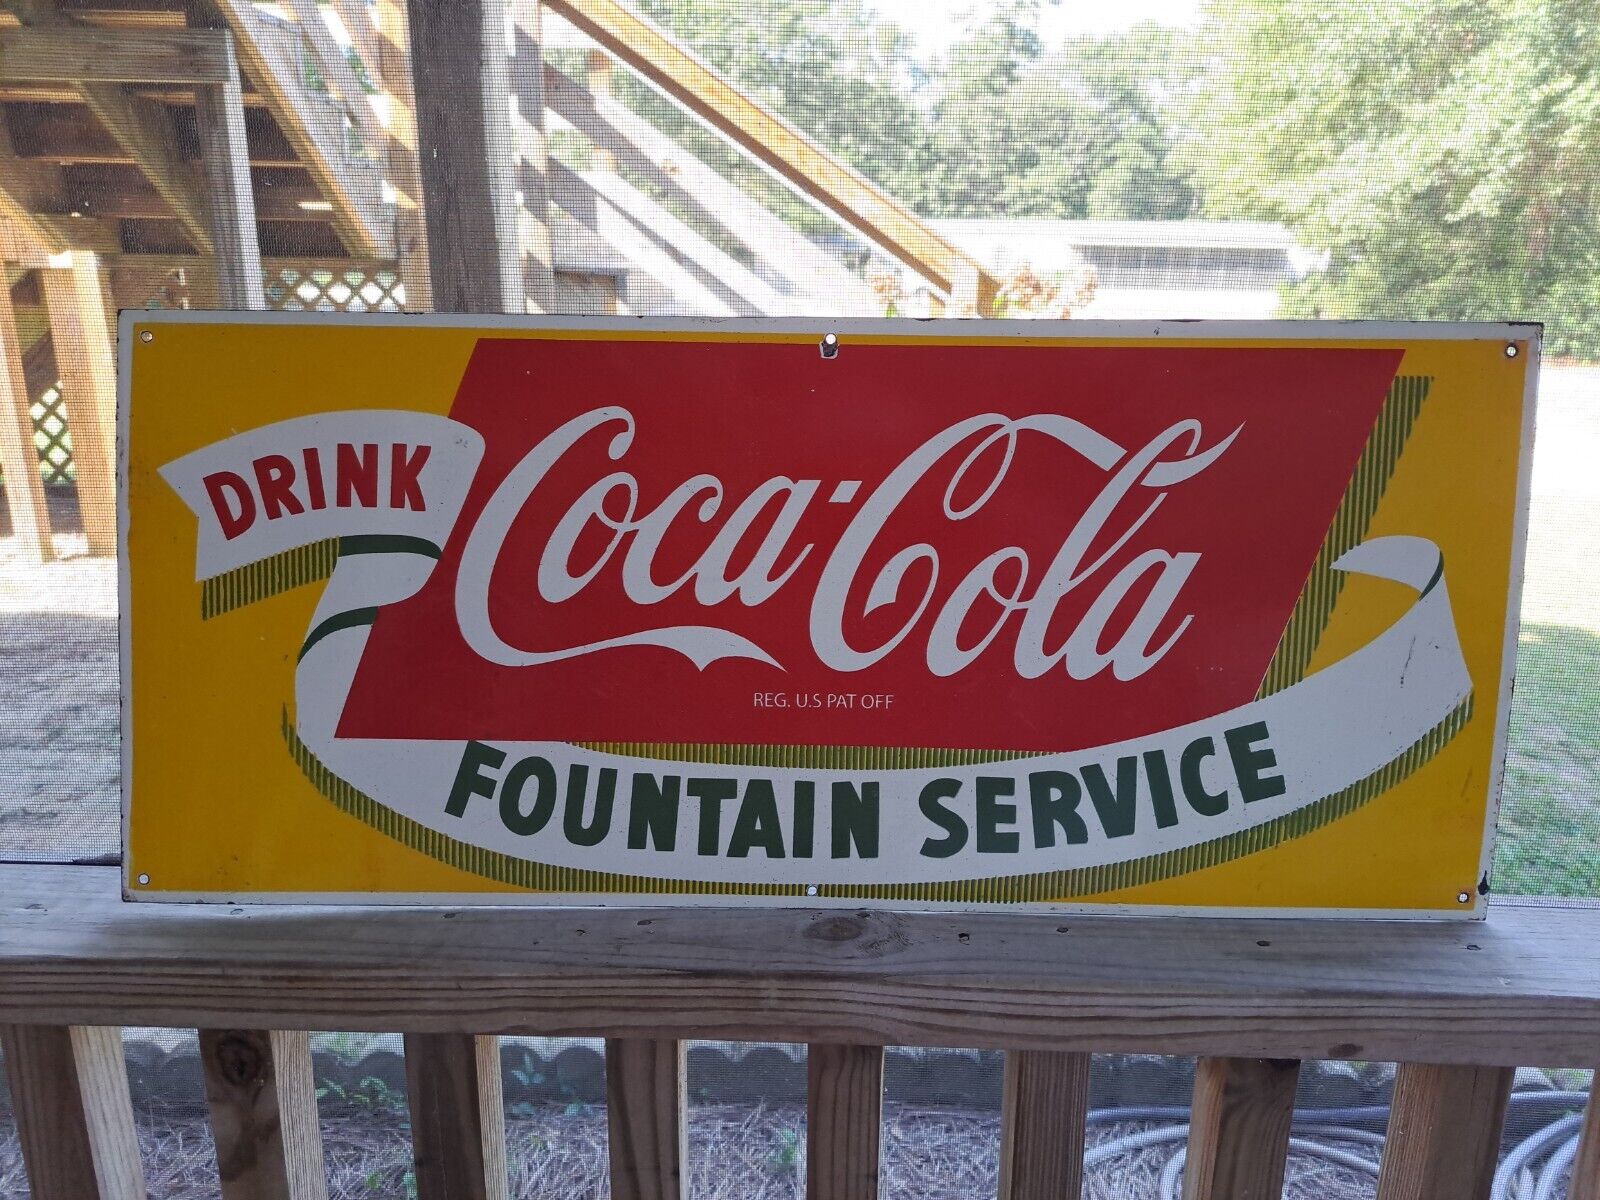 DRINK
Coca-Cola
REG. U.S PAT OFF
FOUNTAIN SERVICE